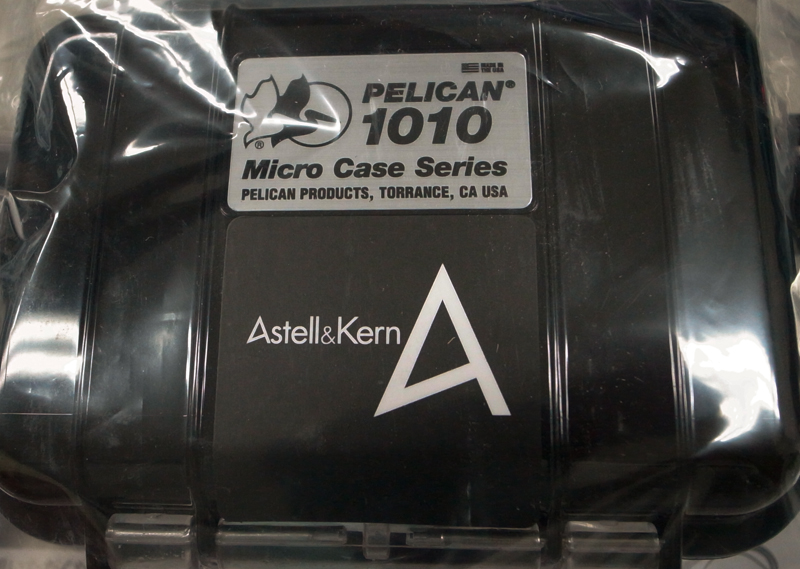 PELICAN®
1010
®
Micro Case Series
PELICAN PRODUCTS, TORRANCE, CA USA
Astell&Kern